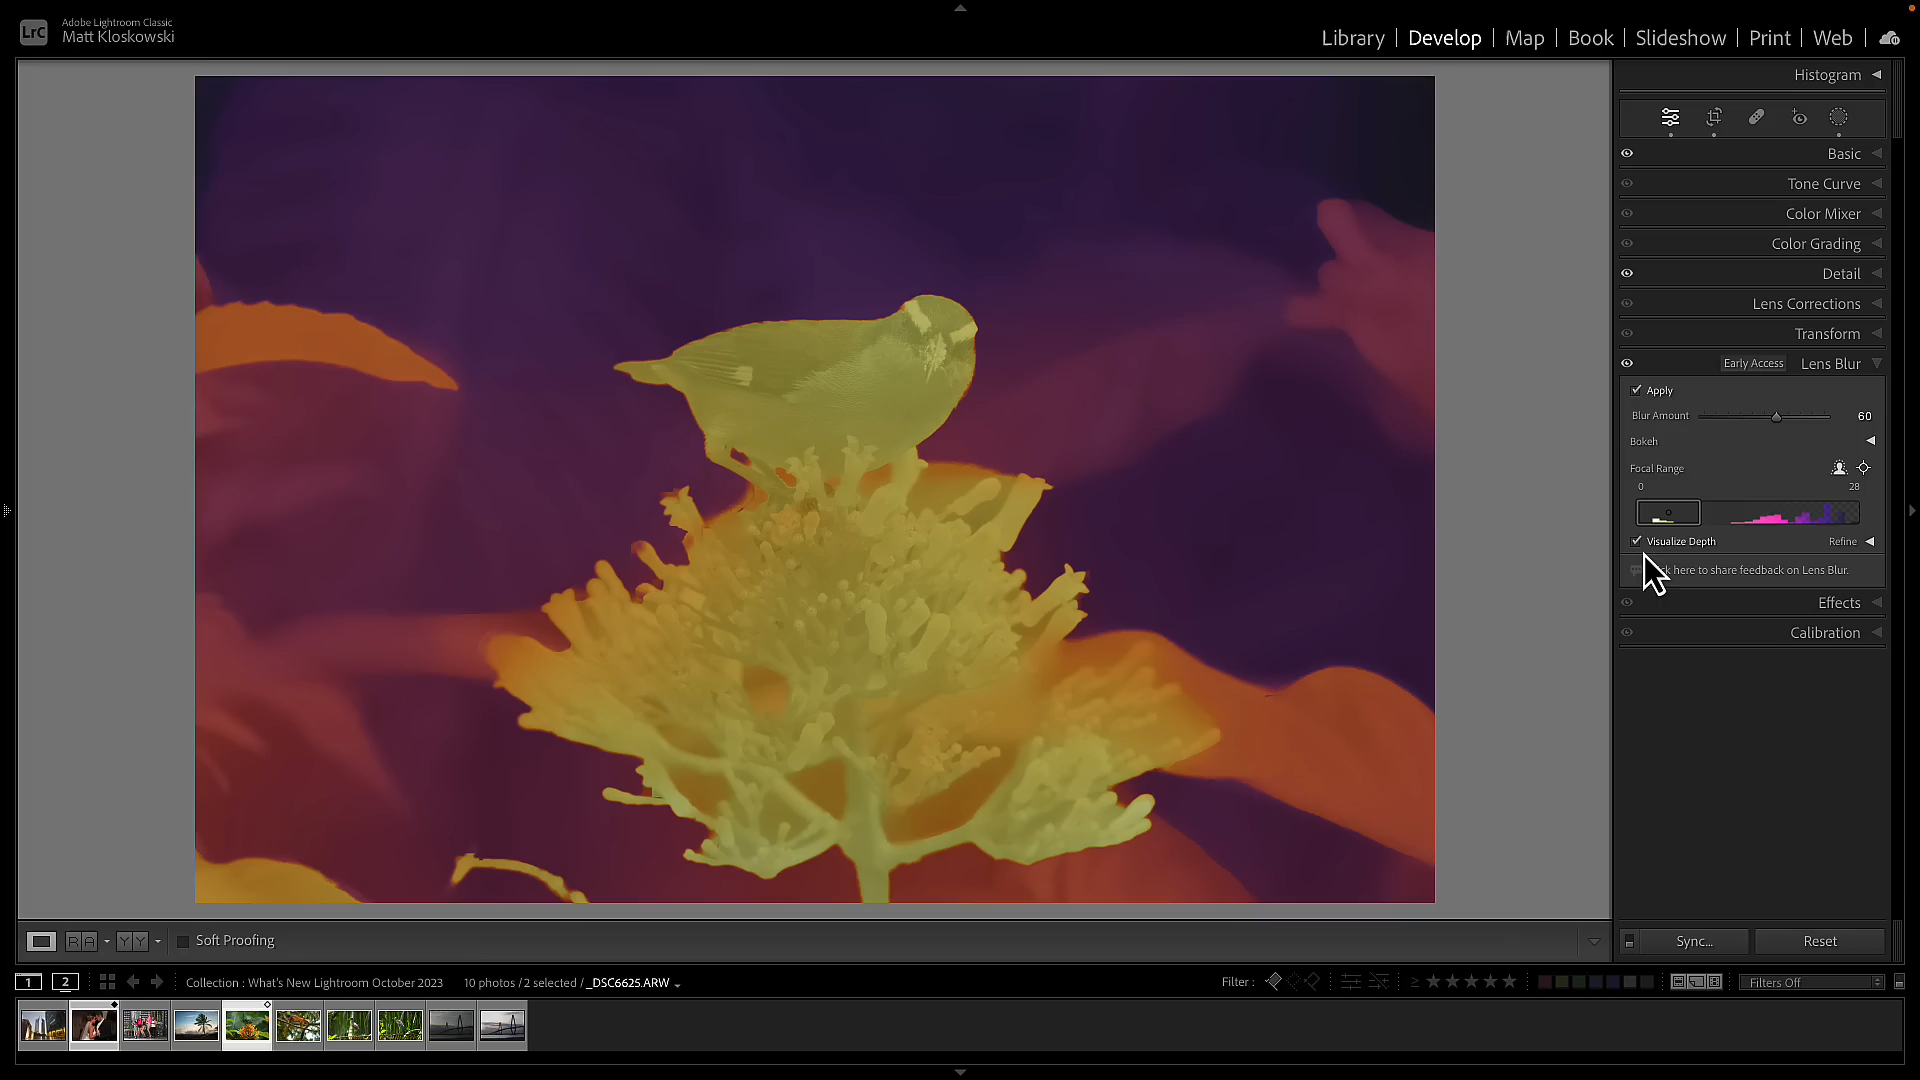 LrC
Adobe Lightroom Classic
Matt Kloskowski
Library | Develop | Map | Book | Slideshow | Print | Web
Histogram
Basic
Tone Curve
Color Mixer
Color Grading
Detail
Lens Corrections
Transform
Early Access Lens Blur
Apply
Blur Amount 60
Bokeh
Focal Range
0 28
Visualize Depth Refine
here to share feedback on Lens Blur.
Effects
Calibration
R A Y Y Soft Proofing
Sync... Reset
1 2 Collection : What's New Lightroom October 2023 10 photos / 2 selected / _DSC6625.ARW Filter : ≥ ★★★★★ Filters Off